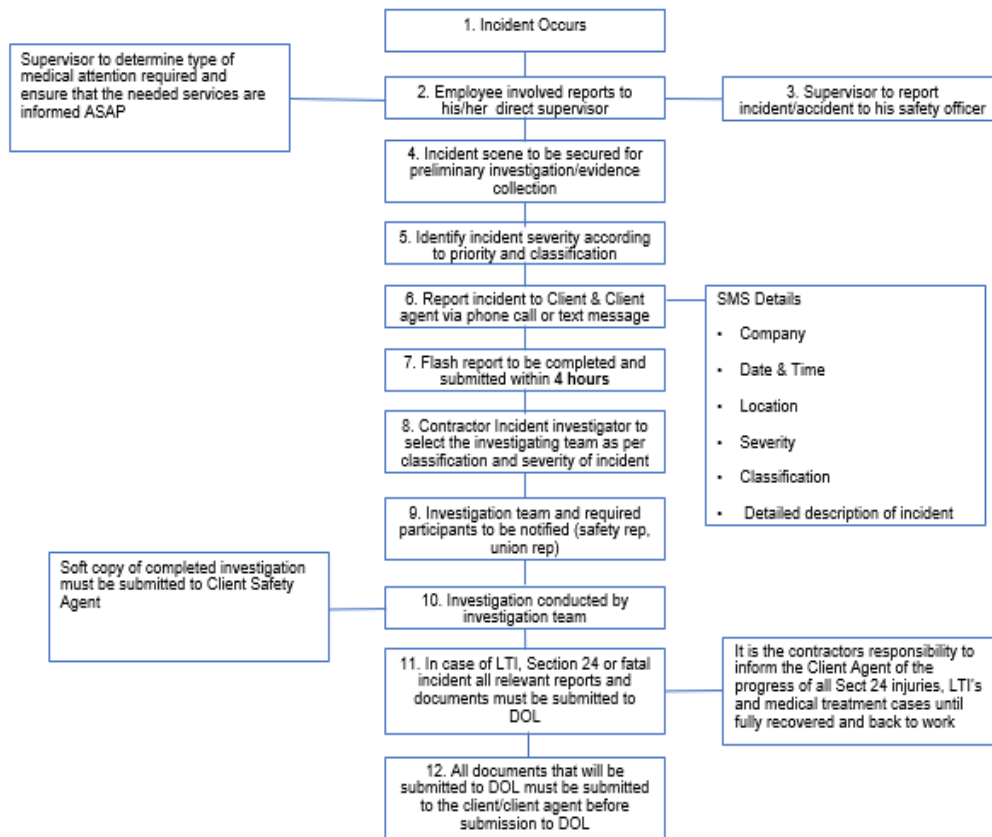 1. Incident Occurs
Supervisor to determine type of
medical attention required and
ensure that the needed services are
informed ASAP
2. Employee involved reports to
his/her direct supervisor
3. Supervisor to report
incident/accident to his safety officer
4. Incident scene to be secured for
preliminary investigation/evidence
collection
5. Identify incident severity according
to priority and classification
6. Report incident to Client & Client
agent via phone call or text message
SMS Details
▪ Company
▪ Date & Time
▪ Location
▪ Severity
▪ Classification
▪ Detailed description of incident
7. Flash report to be completed and
submitted within 4 hours
8. Contractor Incident investigator to
select the investigating team as per
classification and severity of incident
9. Investigation team and required
participants to be notified (safety rep,
union rep)
Soft copy of completed investigation
must be submitted to Client Safety
Agent
10. Investigation conducted by
investigation team
11. In case of LTI, Section 24 or fatal
incident all relevant reports and
documents must be submitted to
DOL
It is the contractors responsibility to
inform the Client Agent of the
progress of all Sect 24 injuries, LTI's
and medical treatment cases until
fully recovered and back to work
12. All documents that will be
submitted to DOL must be submitted
to the client/client agent before
submission to DOL